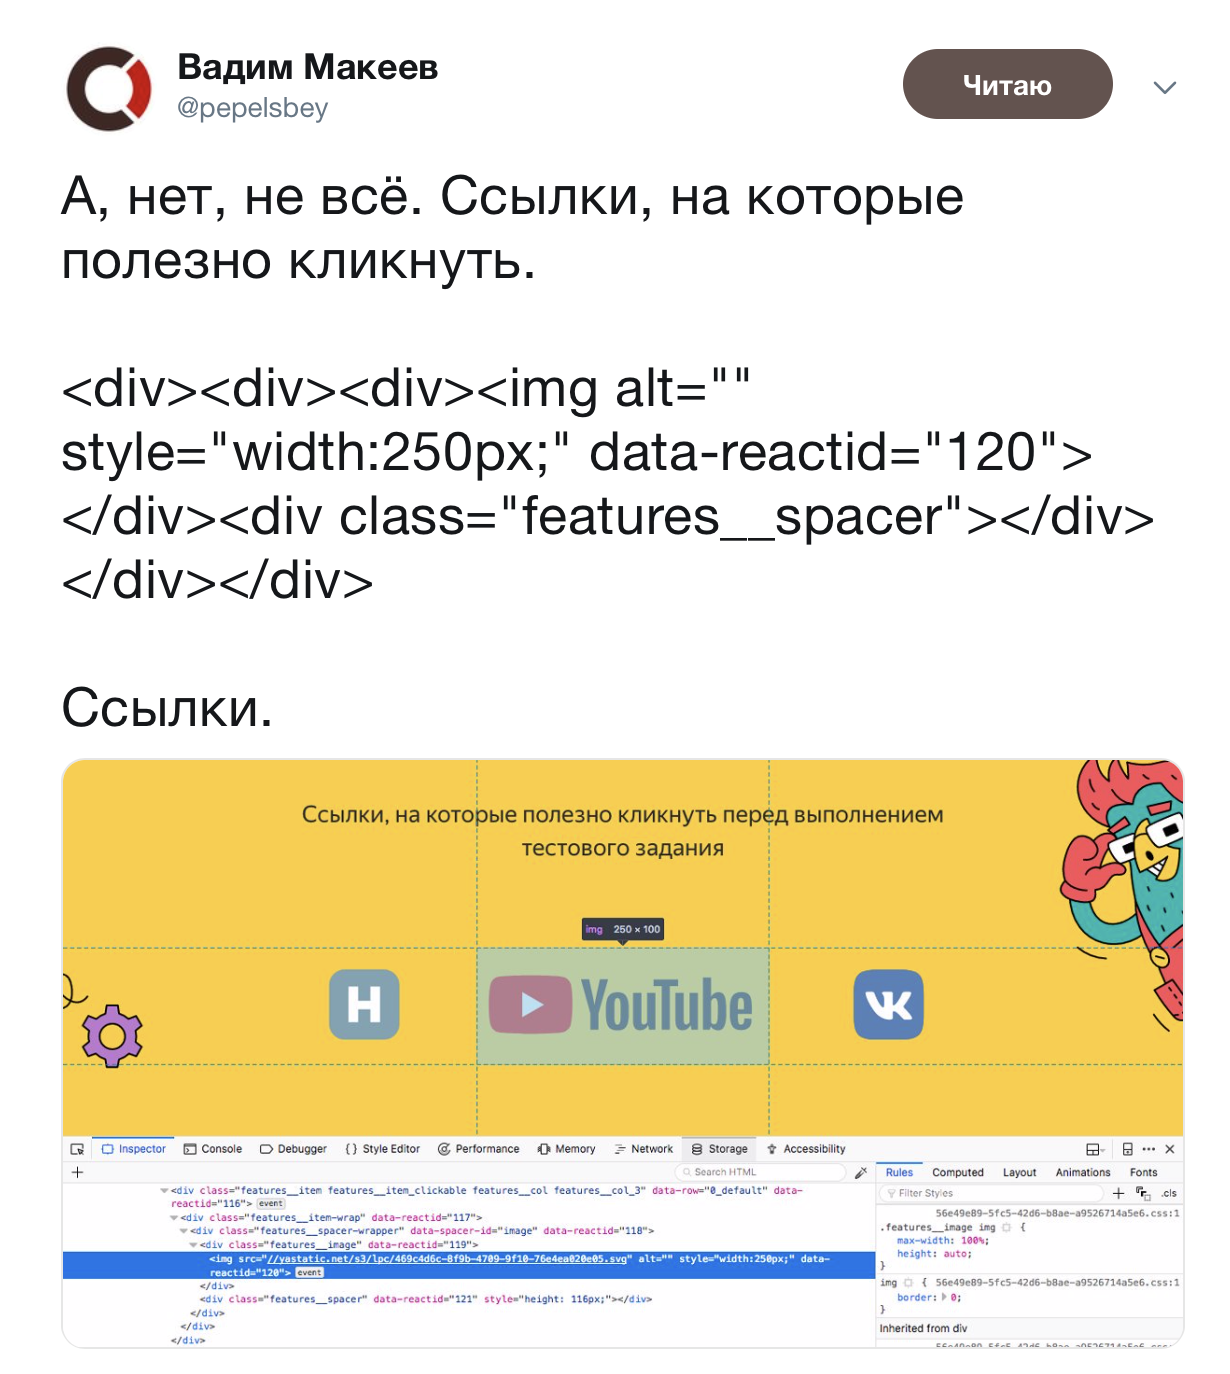 Вадим Макеев
@pepelsbey
Читаю
А, нет, не всё. Ссылки, на которые
полезно кликнуть.
<div><div><div><img alt=""
style="width:250px;" data-reactid="120">
</div><div class="features__spacer"></div>
</div></div>
Ссылки.
Ссылки, на которые полезно кликнуть перед выполнением
тестового задания
img 250 × 100
H
YouTube
VK
Inspector Console Debugger {} Style Editor Performance Memory Network Storage Accessibility
+ Search HTML
<div class="features__item features__item_clickable features__col features__col_3" data-row="0_default" data-
reactid="116"> event
<div class="features__item-wrap" data-reactid="117">
<div class="features__spacer-wrapper" data-spacer-id="image" data-reactid="118">
<div class="features__image" data-reactid="119">
<img src="//yastatic.net/s3/lpc/469c4d6c-8f9b-4709-9f10-76e4ea020e05.svg" alt="" style="width:250px;" data-
reactid="120"> event
</div>
<div class="features__spacer" data-reactid="121" style="height: 116px;"></div>
</div>
</div>
</div>
Rules Computed Layout Animations Fonts
Filter Styles + .cls
56e49e89-5fc5-42d6-b8ae-a9526714a5e6.css:1
.features__image img {
max-width: 100%;
height: auto;
}
img { 56e49e89-5fc5-42d6-b8ae-a9526714a5e6.css:1
border: 0;
}
Inherited from div
56e49e89-5fc5-42d6-b8ae-a9526714a5e6.css:1